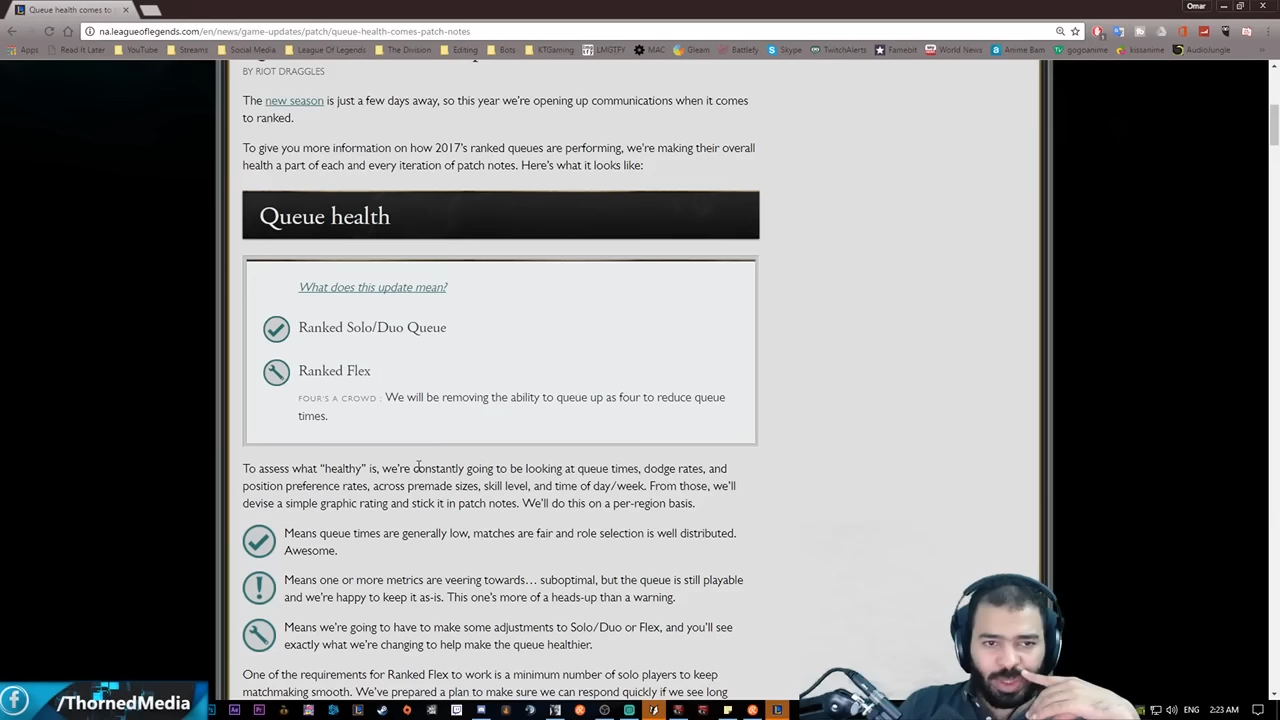 Queue health comes to p
Omar
na.leagueoflegends.com/en/news/game-updates/patch/queue-health-comes-patch-notes
Apps Read It Later YouTube Streams Social Media League Of Legends The Division Editing Bots KTGaming LMGTFY MAC Gleam Battlefy Skype TwitchAlerts Famebit World News Anime Bam gogoanime kissanime AudioJungle
BY RIOT DRAGGLES
The new season is just a few days away, so this year we're opening up communications when it comes
to ranked.
To give you more information on how 2017's ranked queues are performing, we're making their overall
health a part of each and every iteration of patch notes. Here's what it looks like:
Queue health
What does this update mean?
Ranked Solo/Duo Queue
Ranked Flex
FOUR'S A CROWD : We will be removing the ability to queue up as four to reduce queue
times.
To assess what “healthy” is, we're constantly going to be looking at queue times, dodge rates, and
position preference rates, across premade sizes, skill level, and time of day/week. From those, we'll
devise a simple graphic rating and stick it in patch notes. We'll do this on a per-region basis.
Means queue times are generally low, matches are fair and role selection is well distributed.
Awesome.
Means one or more metrics are veering towards… suboptimal, but the queue is still playable
and we're happy to keep it as-is. This one's more of a heads-up than a warning.
Means we're going to have to make some adjustments to Solo/Duo or Flex, and you'll see
exactly what we're changing to help make the queue healthier.
One of the requirements for Ranked Flex to work is a minimum number of solo players to keep
matchmaking smooth. We've prepared a plan to make sure we can respond quickly if we see long
/ThornedMedia
2:23 AM